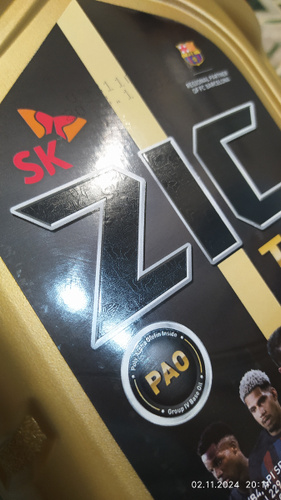 REGIONAL PARTNER
OF FC BARCELONA
SK
ZIC
T
Poly Alpha Olefin Inside
PAO
Group IV Base Oil
02.11.2024